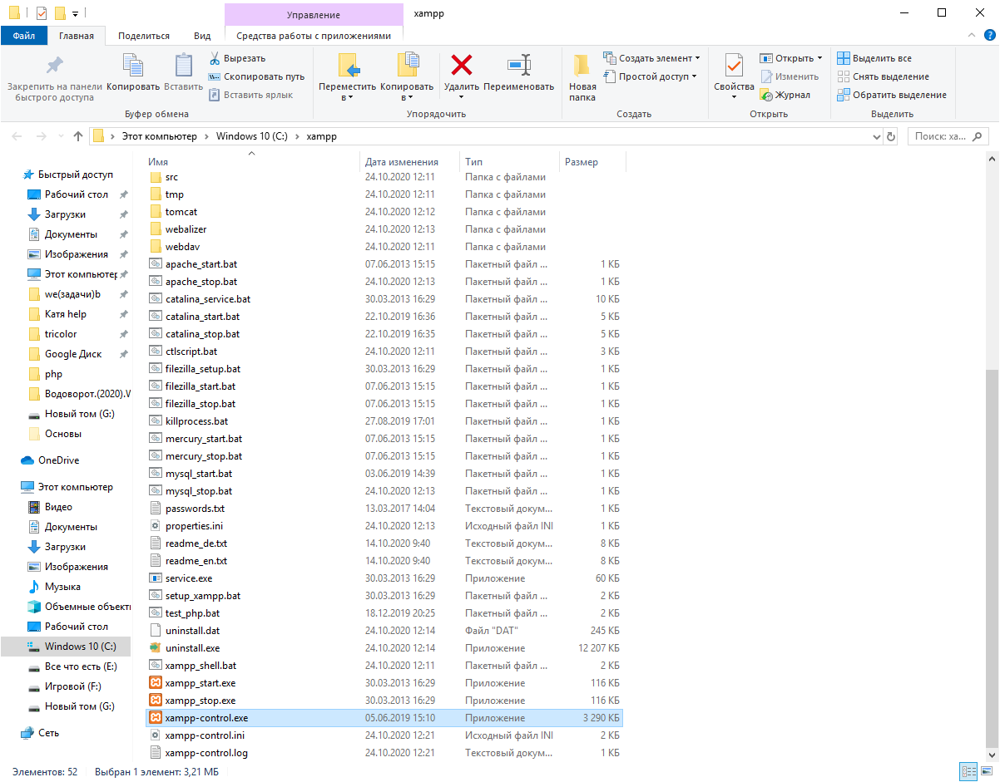 Управление
xampp
Файл
Главная
Поделиться
Вид
Средства работы с приложениями
Закрепить на панели быстрого доступа
Копировать
Вставить
Вырезать
Скопировать путь
Вставить ярлык
Буфер обмена
Переместить в
Копировать в
Удалить
Переименовать
Упорядочить
Новая папка
Создать элемент
Простой доступ
Создать
Свойства
Открыть
Изменить
Журнал
Открыть
Выделить все
Снять выделение
Обратить выделение
Выделить
Этот компьютер > Windows 10 (C:) > xampp
Поиск: xa...
Быстрый доступ
Рабочий стол
Загрузки
Документы
Изображения
Этот компьютер
we(задачи)b
Катя help
tricolor
Google Диск
php
Водоворот.(2020).W
Новый том (G:)
Основы
OneDrive
Этот компьютер
Видео
Документы
Загрузки
Изображения
Музыка
Объемные объекты
Рабочий стол
Windows 10 (C:)
Все что есть (E:)
Игровой (F:)
Новый том (G:)
Сеть
Имя Дата изменения Тип Размер
src 24.10.2020 12:11 Папка с файлами
tmp 24.10.2020 12:11 Папка с файлами
tomcat 24.10.2020 12:12 Папка с файлами
webalizer 24.10.2020 12:13 Папка с файлами
webdav 24.10.2020 12:11 Папка с файлами
apache_start.bat 07.06.2013 15:15 Пакетный файл ... 1 КБ
apache_stop.bat 24.10.2020 12:13 Пакетный файл ... 1 КБ
catalina_service.bat 30.03.2013 16:29 Пакетный файл ... 10 КБ
catalina_start.bat 22.10.2019 16:36 Пакетный файл ... 5 КБ
catalina_stop.bat 22.10.2019 16:35 Пакетный файл ... 5 КБ
ctlscript.bat 24.10.2020 12:11 Пакетный файл ... 3 КБ
filezilla_setup.bat 30.03.2013 16:29 Пакетный файл ... 1 КБ
filezilla_start.bat 07.06.2013 15:15 Пакетный файл ... 1 КБ
filezilla_stop.bat 07.06.2013 15:15 Пакетный файл ... 1 КБ
killprocess.bat 27.08.2019 17:01 Пакетный файл ... 1 КБ
mercury_start.bat 07.06.2013 15:15 Пакетный файл ... 1 КБ
mercury_stop.bat 07.06.2013 15:15 Пакетный файл ... 1 КБ
mysql_start.bat 03.06.2019 14:39 Пакетный файл ... 1 КБ
mysql_stop.bat 24.10.2020 12:13 Пакетный файл ... 1 КБ
passwords.txt 13.03.2017 14:04 Текстовый докум... 1 КБ
properties.ini 24.10.2020 12:13 Исходный файл INI 1 КБ
readme_de.txt 14.10.2020 9:40 Текстовый докум... 8 КБ
readme_en.txt 14.10.2020 9:40 Текстовый докум... 8 КБ
service.exe 30.03.2013 16:29 Приложение 60 КБ
setup_xampp.bat 30.03.2013 16:29 Пакетный файл ... 2 КБ
test_php.bat 18.12.2019 20:25 Пакетный файл ... 2 КБ
uninstall.dat 24.10.2020 12:14 Файл "DAT" 245 КБ
uninstall.exe 24.10.2020 12:14 Приложение 12 207 КБ
xampp_shell.bat 24.10.2020 12:11 Пакетный файл ... 2 КБ
xampp_start.exe 30.03.2013 16:29 Приложение 116 КБ
xampp_stop.exe 30.03.2013 16:29 Приложение 116 КБ
xampp-control.exe 05.06.2019 15:10 Приложение 3 290 КБ
xampp-control.ini 24.10.2020 12:21 Исходный файл INI 2 КБ
xampp-control.log 24.10.2020 12:21 Текстовый докум... 1 КБ
Элементов: 52 Выбран 1 элемент: 3,21 МБ